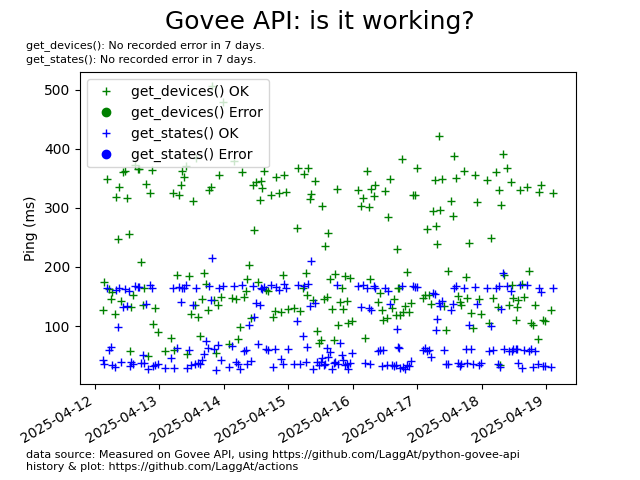 Govee API: is it working?
get_devices(): No recorded error in 7 days.
get_states(): No recorded error in 7 days.
get_devices() OK
get_devices() Error
get_states() OK
get_states() Error
Ping (ms)
500
400
300
200
100
2025-04-12
2025-04-13
2025-04-14
2025-04-15
2025-04-16
2025-04-17
2025-04-18
2025-04-19
data source: Measured on Govee API, using https://github.com/LaggAt/python-govee-api
history & plot: https://github.com/LaggAt/actions